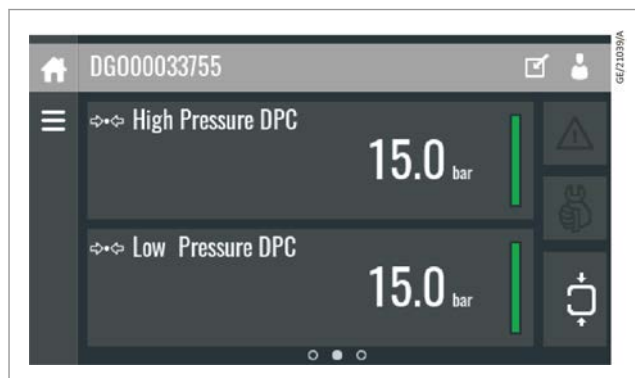 DG000033755
High Pressure DPC
15.0 bar
Low Pressure DPC
15.0 bar
GE/21039/A